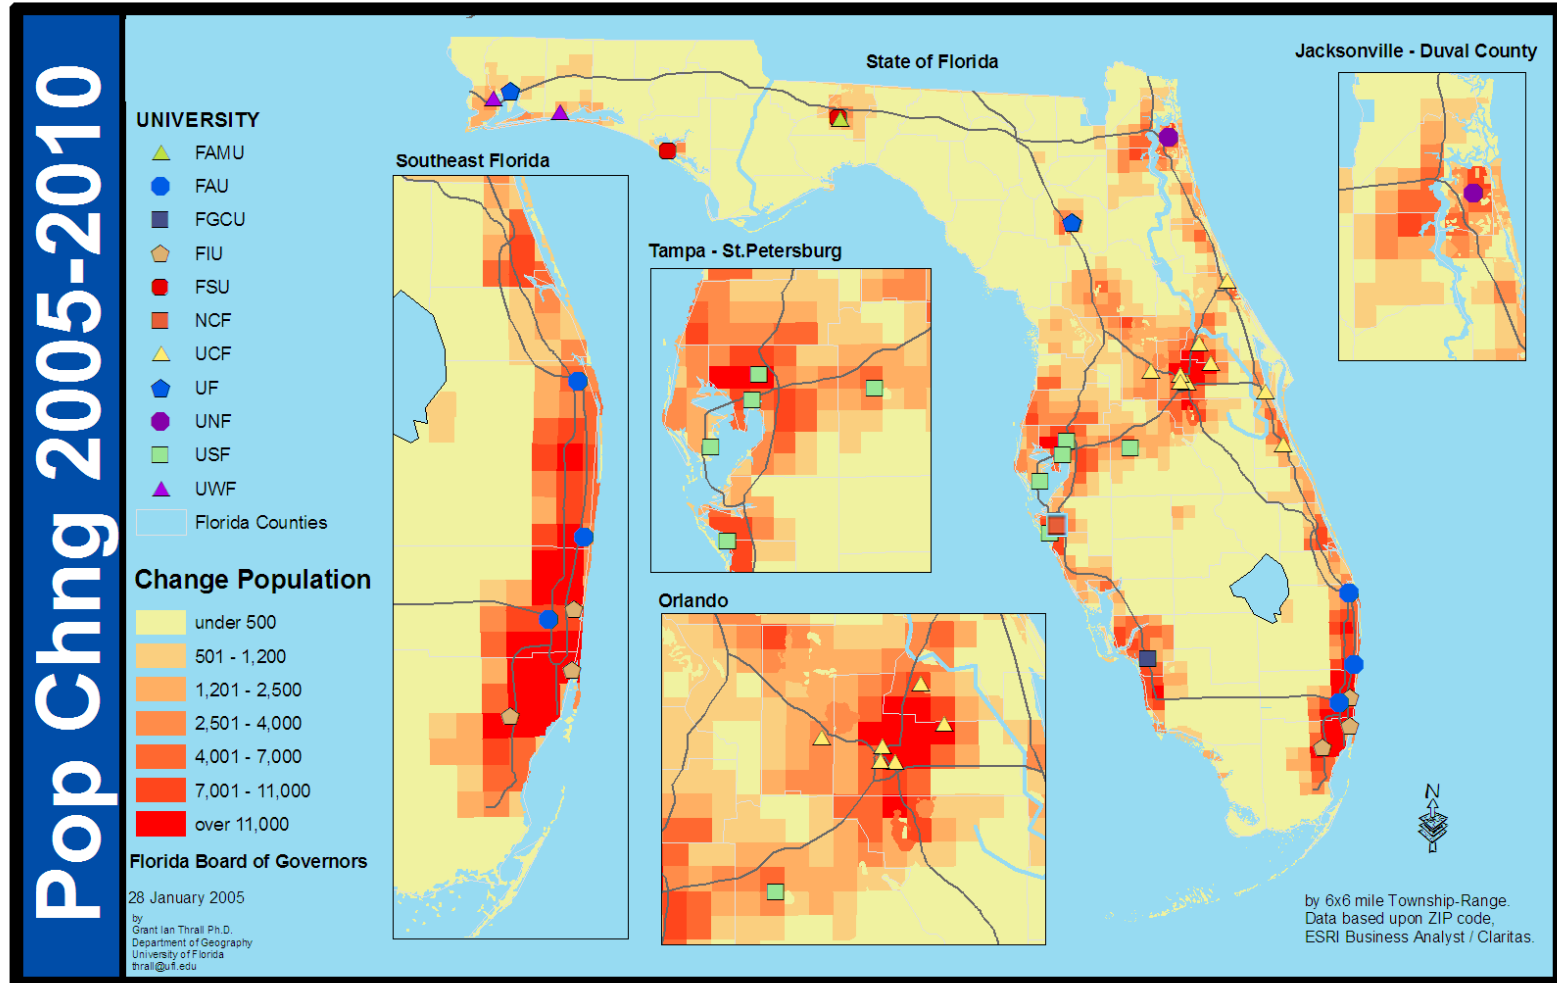 Pop Chng 2005-2010
UNIVERSITY
FAMU
FAU
FGCU
FIU
FSU
NCF
UCF
UF
UNF
USF
UWF
Florida Counties
Change Population
under 500
501 - 1,200
1,201 - 2,500
2,501 - 4,000
4,001 - 7,000
7,001 - 11,000
over 11,000
Florida Board of Governors
28 January 2005
by
Grant Ian Thrall Ph.D.
Department of Geography
University of Florida
thrall@ufl.edu
Southeast Florida
State of Florida
Tampa - St.Petersburg
Orlando
Jacksonville - Duval County
N
by 6x6 mile Township-Range.
Data based upon ZIP code,
ESRI Business Analyst / Claritas.